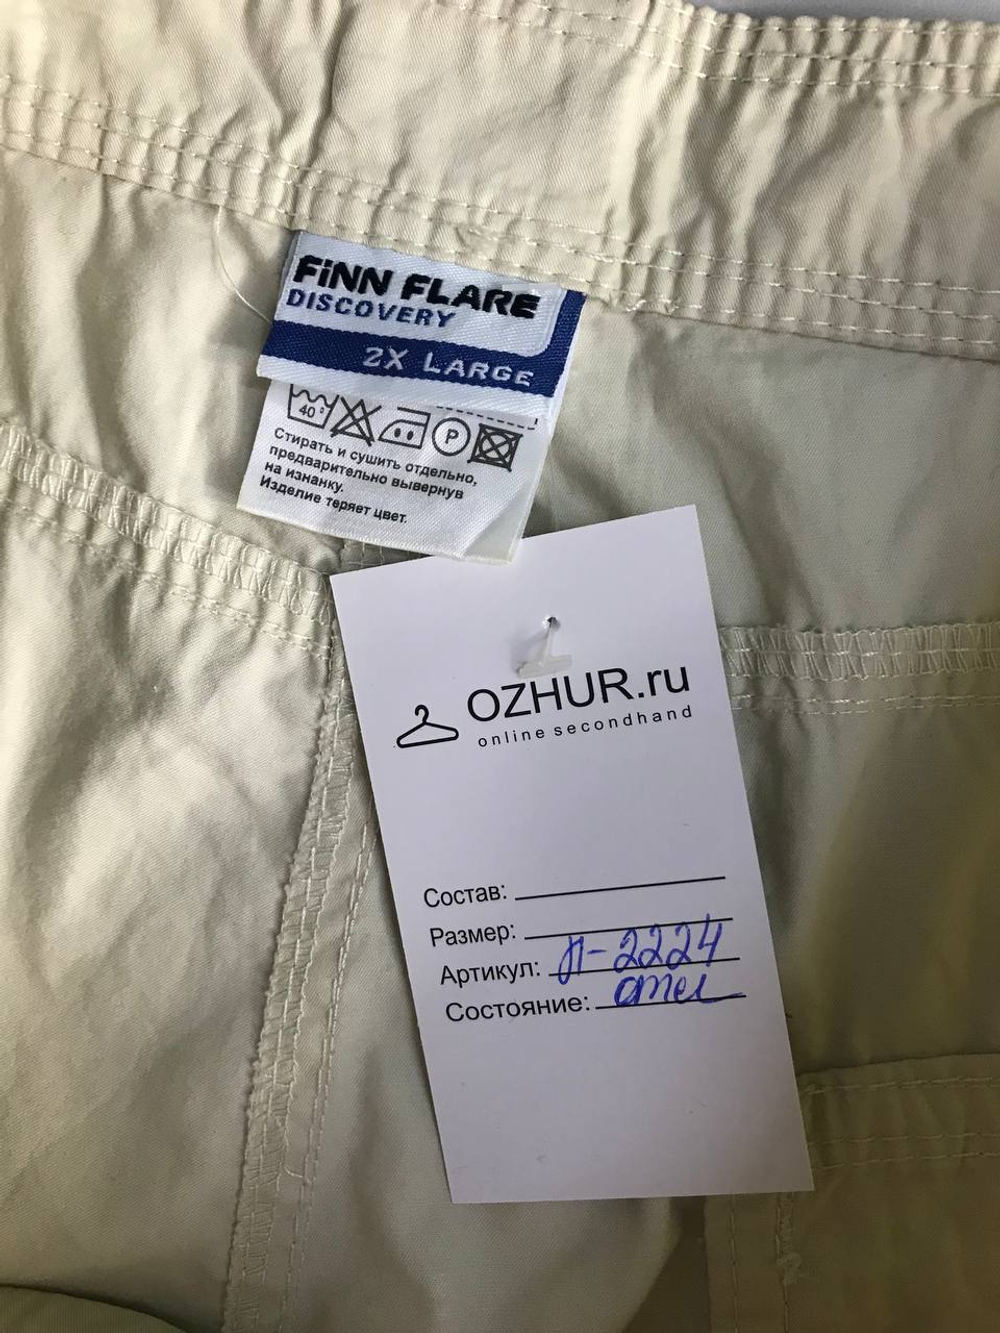 FiNN FLARE
DISCOVERY
2X LARGE
40°
P
Стирать и сушить отдельно,
предварительно вывернув
на изнанку.
Изделие теряет цвет.
OZHUR.ru
online secondhand
Состав:
Размер:
Артикул: Л-2224
Состояние: отл